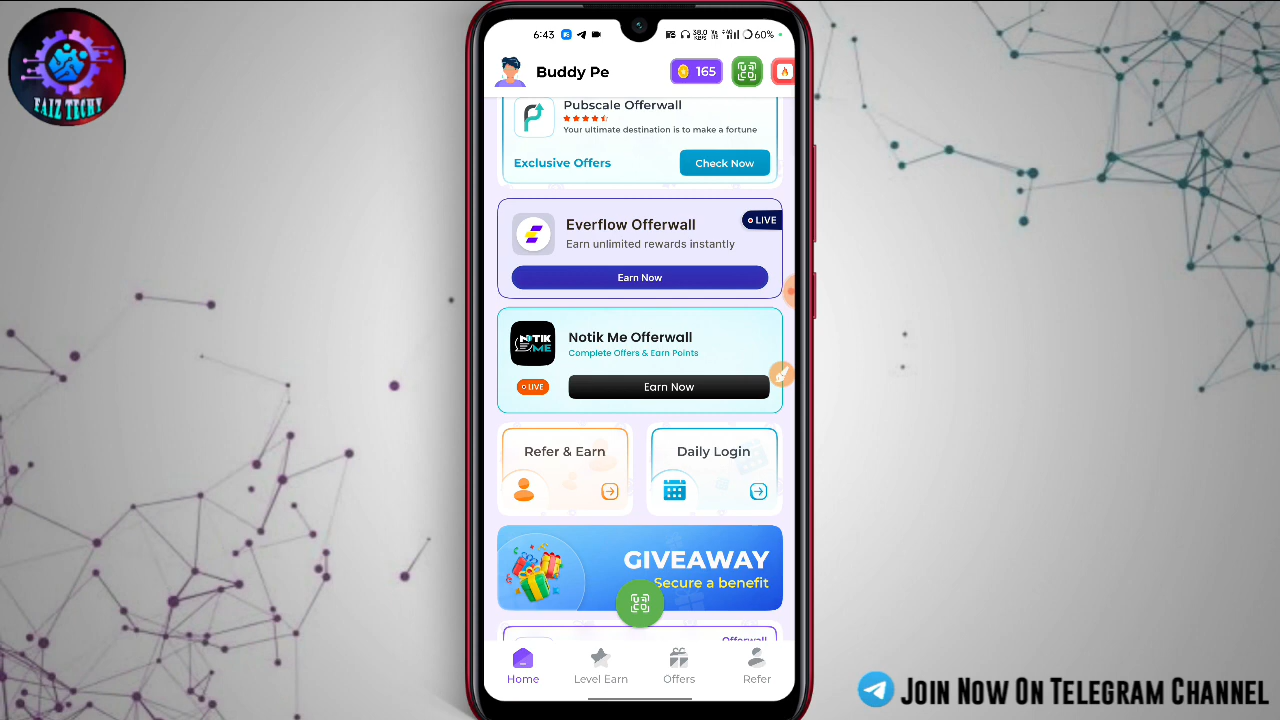 EAIZ TECHY
6:43
60%
Buddy Pe
165
Pubscale Offerwall
Your ultimate destination is to make a fortune
Exclusive Offers
Check Now
Everflow Offerwall
LIVE
Earn unlimited rewards instantly
Earn Now
NOTIK
ME
Notik Me Offerwall
Complete Offers & Earn Points
LIVE
Earn Now
Refer & Earn
Daily Login
GIVEAWAY
Secure a benefit
Offerwall
Home
Level Earn
Offers
Refer
JOIN NOW ON TELEGRAM CHANNEL